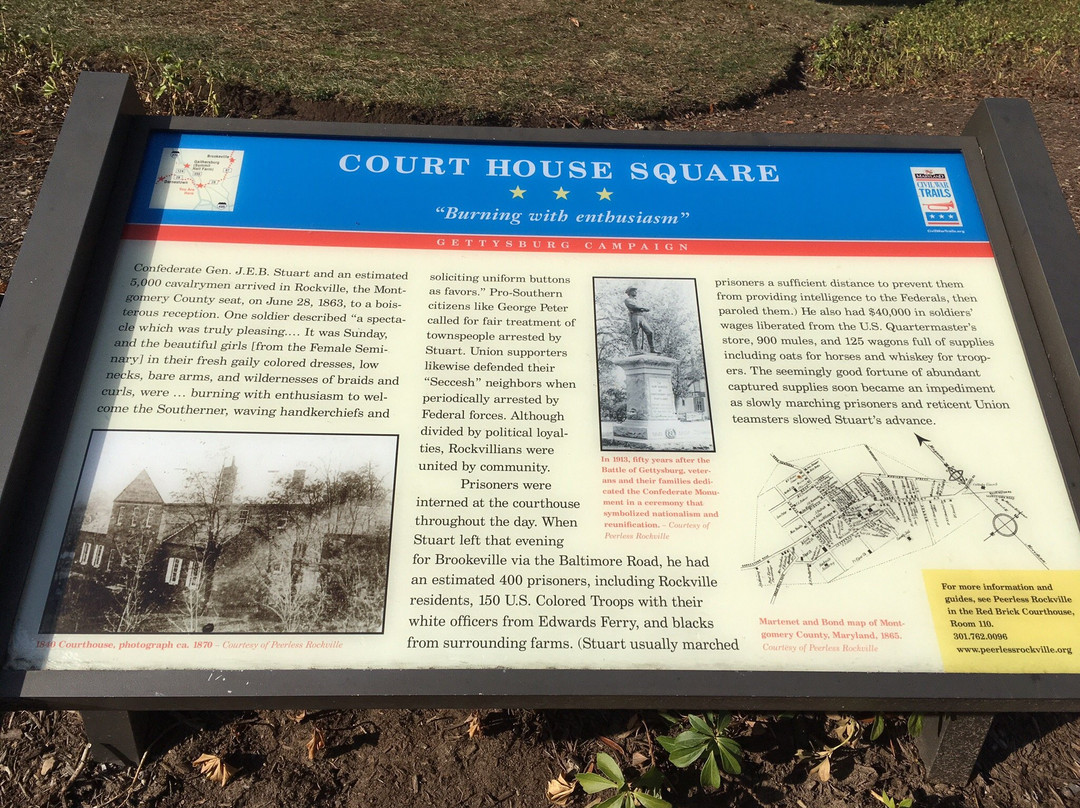 COURT HOUSE SQUARE
"Burning with enthusiasm"
GETTYSBURG CAMPAIGN
Brookeville
Gaithersburg
(Summit
Hall Farm)
Barnesville
You Are
Here
MARYLAND
CIVIL WAR
TRAILS
CivilWarTrails.org
Confederate Gen. J.E.B. Stuart and an estimated
5,000 cavalrymen arrived in Rockville, the Mont-
gomery County seat, on June 28, 1863, to a bois-
terous reception. One soldier described "a specta-
cle which was truly pleasing.... It was Sunday,
and the beautiful girls [from the Female Semi-
nary] in their fresh gaily colored dresses, low
necks, bare arms, and wildernesses of braids and
curls, were ... burning with enthusiasm to wel-
come the Southerner, waving handkerchiefs and
1840 Courthouse, photograph ca. 1870 – Courtesy of Peerless Rockville
soliciting uniform buttons
as favors." Pro-Southern
citizens like George Peter
called for fair treatment of
townspeople arrested by
Stuart. Union supporters
likewise defended their
"Seccesh" neighbors when
periodically arrested by
Federal forces. Although
divided by political loyal-
ties, Rockvillians were
united by community.
Prisoners were
interned at the courthouse
throughout the day. When
Stuart left that evening
for Brookeville via the Baltimore Road, he had
an estimated 400 prisoners, including Rockville
residents, 150 U.S. Colored Troops with their
white officers from Edwards Ferry, and blacks
from surrounding farms. (Stuart usually marched
In 1913, fifty years after the
Battle of Gettysburg, veter-
ans and their families dedi-
cated the Confederate Monu-
ment in a ceremony that
symbolized nationalism and
reunification. – Courtesy of
Peerless Rockville
prisoners a sufficient distance to prevent them
from providing intelligence to the Federals, then
paroled them.) He also had $40,000 in soldiers'
wages liberated from the U.S. Quartermaster's
store, 900 mules, and 125 wagons full of supplies
including oats for horses and whiskey for troop-
ers. The seemingly good fortune of abundant
captured supplies soon became an impediment
as slowly marching prisoners and reticent Union
teamsters slowed Stuart's advance.
Martenet and Bond map of Mont-
gomery County, Maryland, 1865.
Courtesy of Peerless Rockville
For more information and
guides, see Peerless Rockville
in the Red Brick Courthouse,
Room 110.
301.762.0096
www.peerlessrockville.org